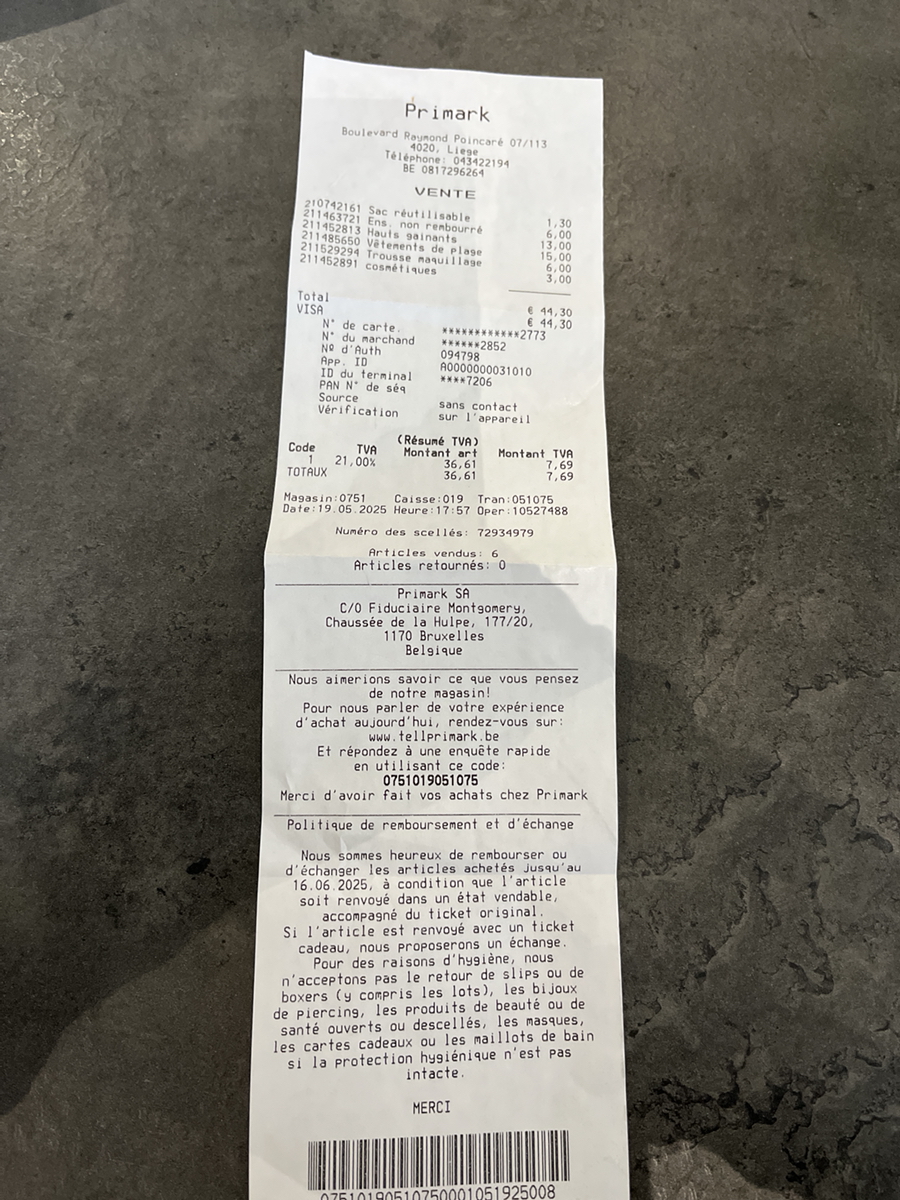 Primark
Boulevard Raymond Poincaré 07/113
4020, Liege
Téléphone: 043422194
BE 0817296264
VENTE
210742161 Sac réutilisable 1,30
211463721 Ens. non rembourré 6,00
211452813 Hauts gainants 13,00
211485650 Vêtements de plage 15,00
211529294 Trousse maquillage 6,00
211452891 cosmétiques 3,00
Total € 44,30
VISA € 44,30
N° de carte. ************2773
N° du marchand ******2852
Nº d'Auth 094798
App. ID A0000000031010
ID du terminal ****7206
PAN N° de séq
Source sans contact
Vérification sur l'appareil
(Résumé TVA)
Code TVA Montant art Montant TVA
1 21,00% 36,61 7,69
TOTAUX 36,61 7,69
Magasin:0751 Caisse:019 Tran:051075
Date:19.05.2025 Heure:17:57 Oper:10527488
Numéro des scellés: 72934979
Articles vendus: 6
Articles retournés: 0
Primark SA
C/O Fiduciaire Montgomery,
Chaussée de la Hulpe, 177/20,
1170 Bruxelles
Belgique
Nous aimerions savoir ce que vous pensez
de notre magasin!
Pour nous parler de votre expérience
d'achat aujourd'hui, rendez-vous sur:
www.tellprimark.be
Et répondez à une enquête rapide
en utilisant ce code:
0751019051075
Merci d'avoir fait vos achats chez Primark
Politique de remboursement et d'échange
Nous sommes heureux de rembourser ou
d'échanger les articles achetés jusqu'au
16.06.2025, à condition que l'article
soit renvoyé dans un état vendable,
accompagné du ticket original.
Si l'article est renvoyé avec un ticket
cadeau, nous proposerons un échange.
Pour des raisons d'hygiène, nous
n'acceptons pas le retour de slips ou de
boxers (y compris les lots), les bijoux
de piercing, les produits de beauté ou de
santé ouverts ou descellés, les masques,
les cartes cadeaux ou les maillots de bain
si la protection hygiénique n'est pas
intacte.
MERCI
07510190510750001051925008